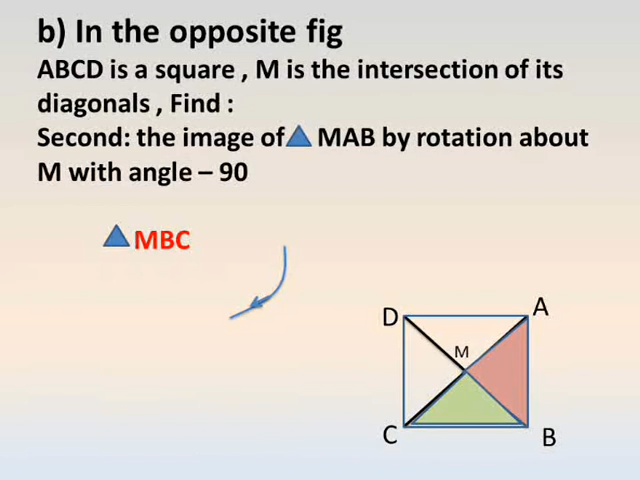 b) In the opposite fig
ABCD is a square , M is the intersection of its
diagonals , Find :
Second: the image of MAB by rotation about
M with angle – 90
MBC
D
A
M
C
B